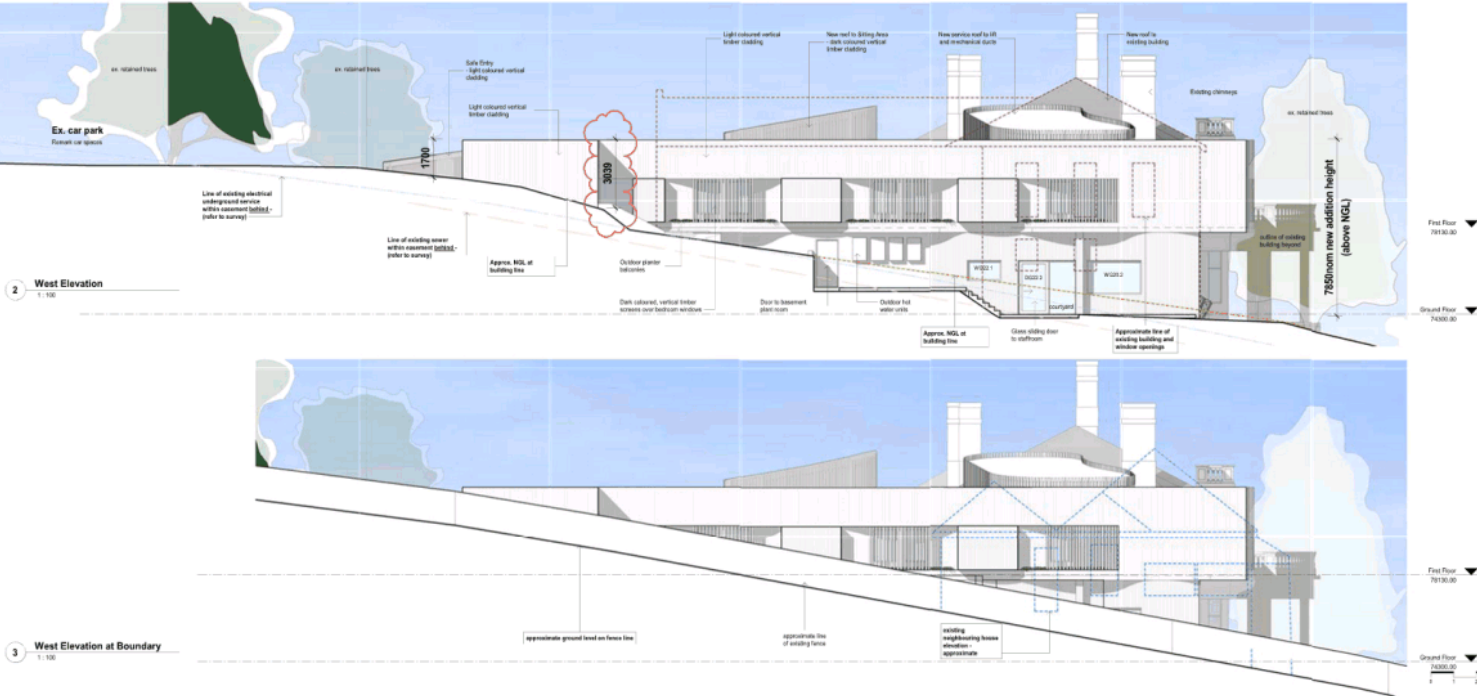 ex. retained trees
Ex. car park
Remark car spaces
ex. retained trees
Safe Entry
- light coloured vertical
cladding
Light coloured vertical
timber cladding
1700
3039
Light coloured vertical
timber cladding
New roof to Sitting Area
- dark coloured vertical
timber cladding
New service roof to lift
and mechanical ducts
New roof to
existing building
Existing chimneys
ex. retained trees
Line of existing electrical
underground service
within easement behind -
(refer to survey)
Line of existing sewer
within easement behind -
(refer to survey)
Approx. NGL at
building line
Outdoor planter
balconies
Dark coloured, vertical timber
screens over bedroom windows
Door to basement
plant room
Outdoor hot
water units
WG22.1
WG25.2
courtyard
Approx. NGL at
building line
Glass sliding door
to staffroom
Approximate line of
existing building and
window openings
outline of existing
building beyond
7850nom new addition height
(above NGL)
First Floor
78130.00
Ground Floor
74300.00
2
West Elevation
1 : 100
approximate ground level on fence line
approximate line
of existing fence
existing
neighbouring house
elevation -
approximate
First Floor
78130.00
Ground Floor
74300.00
3
West Elevation at Boundary
1 : 100